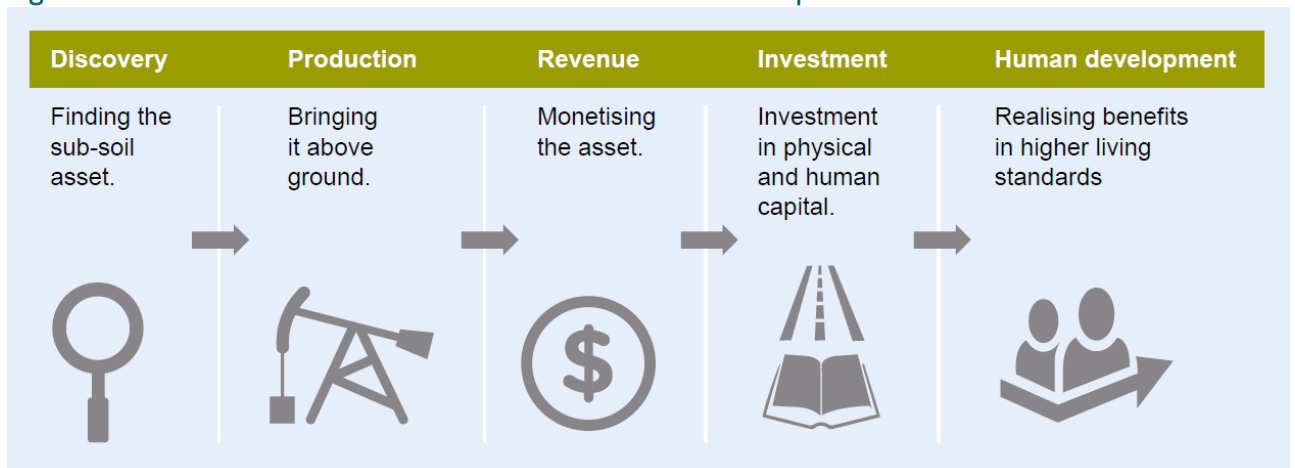 Discovery
Production
Revenue
Investment
Human development
Finding the
sub-soil
asset.
Bringing
it above
ground.
Monetising
the asset.
Investment
in physical
and human
capital.
Realising benefits
in higher living
standards
$